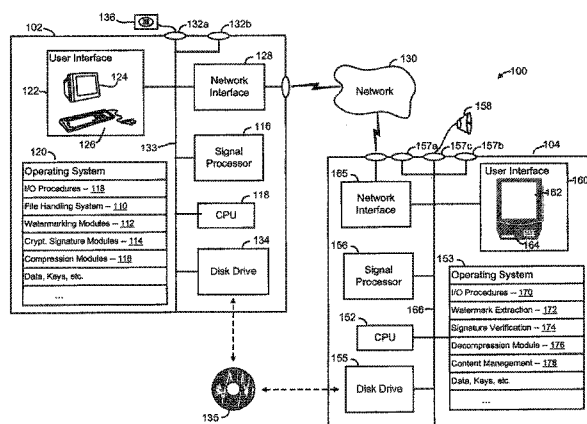 136
132a
132b
102
User Interface
128
130
100
122
124
126
Network Interface
Network
158
133
157a
157c
157b
104
120
Signal Processor
116
165
User Interface
160
Operating System
I/O Procedures -- 118
File Handling System -- 110
Watermarking Modules -- 112
Crypt. Signature Modules -- 114
Compression Modules -- 116
Data, Keys, etc.
...
CPU
118
Network Interface
162
164
Disk Drive
134
156
Signal Processor
153
Operating System
I/O Procedures -- 170
Watermark Extraction -- 172
Signature Verification -- 174
Decompression Module -- 176
Content Management -- 178
Data, Keys, etc.
...
166
152
CPU
155
Disk Drive
135